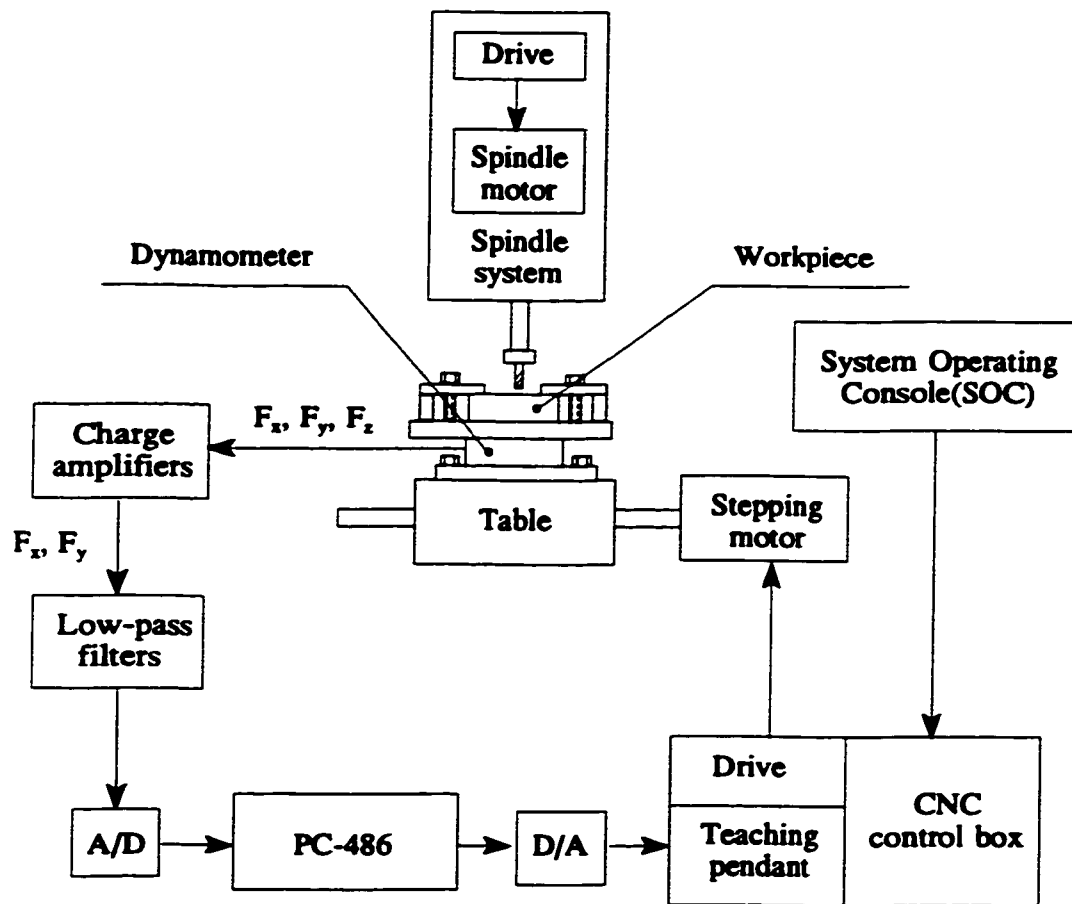 Drive
Spindle
motor
Spindle
system
Dynamometer
Workpiece
System Operating
Console(SOC)
Charge
amplifiers
Fx, Fy, Fz
Table
Stepping
motor
Fx, Fy
Low-pass
filters
A/D
PC-486
D/A
Drive
Teaching
pendant
CNC
control box